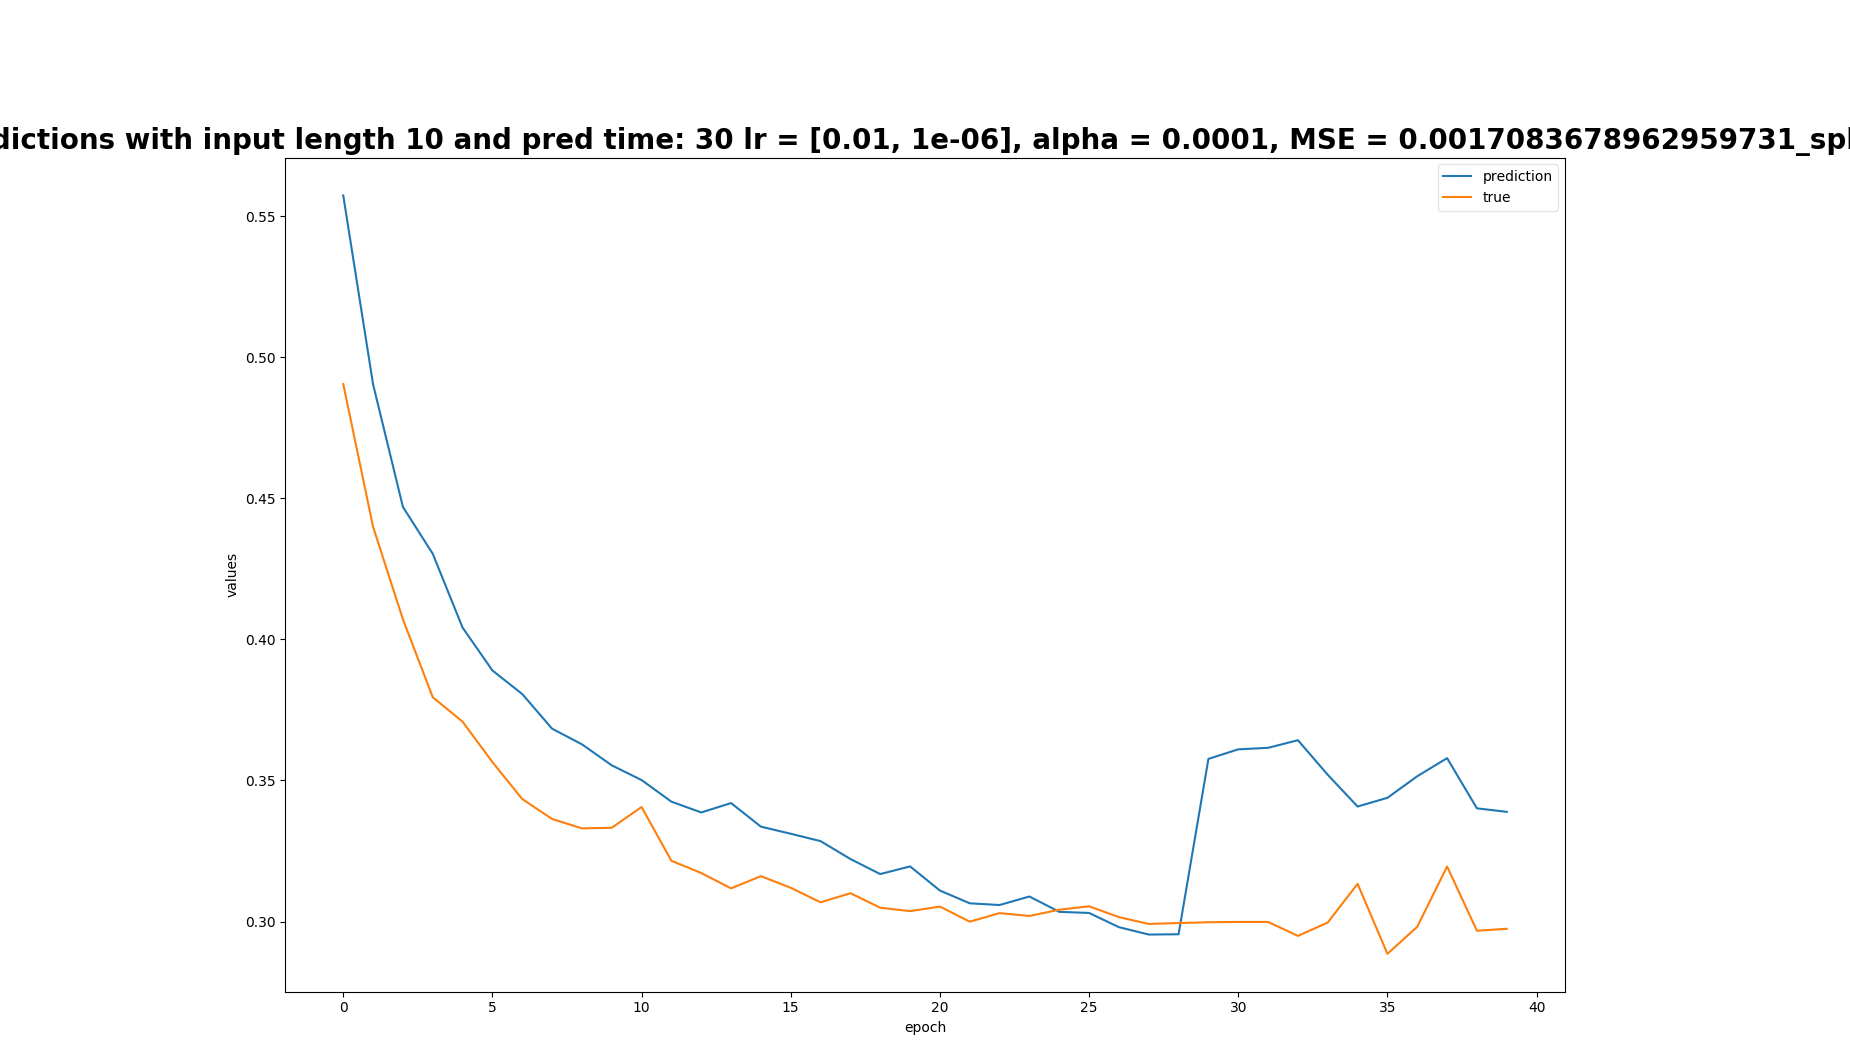 dictions with input length 10 and pred time: 30 lr = [0.01, 1e-06], alpha = 0.0001, MSE = 0.0017083678962959731_spl
prediction
true
0.55
0.50
0.45
0.40
0.35
0.30
values
0 5 10 15 20 25 30 35 40
epoch